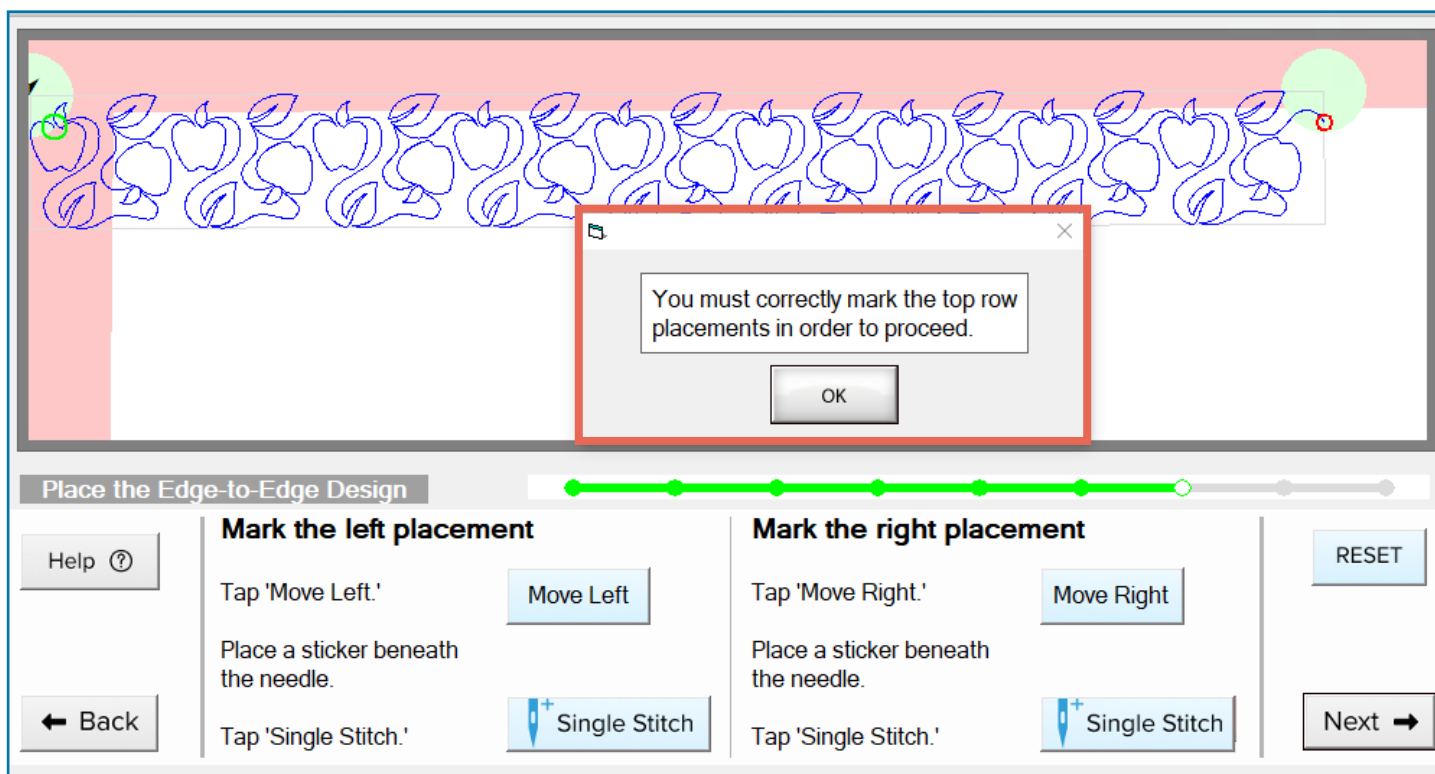 You must correctly mark the top row
placements in order to proceed.
OK
Place the Edge-to-Edge Design
Help ?
Mark the left placement
Tap 'Move Left.'
Move Left
Place a sticker beneath
the needle.
Tap 'Single Stitch.'
Single Stitch
Mark the right placement
Tap 'Move Right.'
Move Right
Place a sticker beneath
the needle.
Tap 'Single Stitch.'
Single Stitch
RESET
← Back
Next →